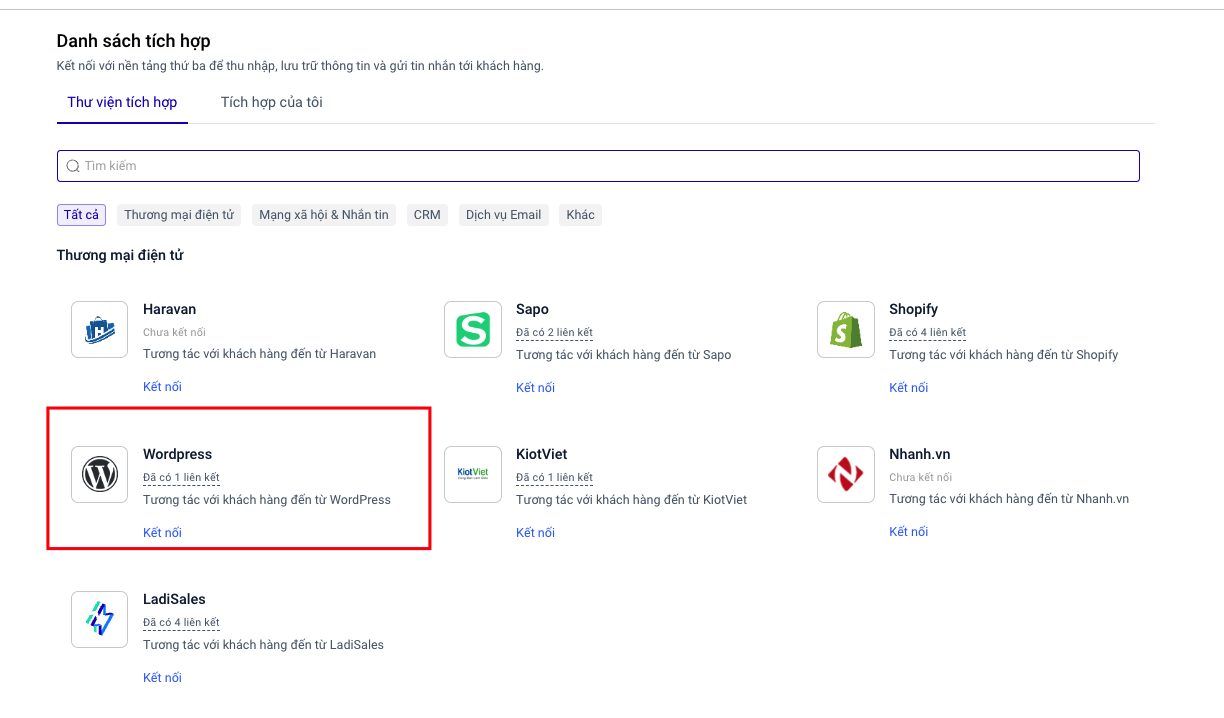 Danh sách tích hợp
Kết nối với nền tảng thứ ba để thu nhập, lưu trữ thông tin và gửi tin nhắn tới khách hàng.
Thư viện tích hợp
Tích hợp của tôi
Tìm kiếm
Tất cả
Thương mại điện tử
Mạng xã hội & Nhắn tin
CRM
Dịch vụ Email
Khác
Thương mại điện tử
Haravan
Chưa kết nối
Tương tác với khách hàng đến từ Haravan
Kết nối
Sapo
Đã có 2 liên kết
Tương tác với khách hàng đến từ Sapo
Kết nối
Shopify
Đã có 4 liên kết
Tương tác với khách hàng đến từ Shopify
Kết nối
Wordpress
Đã có 1 liên kết
Tương tác với khách hàng đến từ WordPress
Kết nối
KiotViet
KiotViet
Đã có 1 liên kết
Tương tác với khách hàng đến từ KiotViet
Kết nối
Nhanh.vn
Chưa kết nối
Tương tác với khách hàng đến từ Nhanh.vn
Kết nối
LadiSales
Đã có 4 liên kết
Tương tác với khách hàng đến từ LadiSales
Kết nối